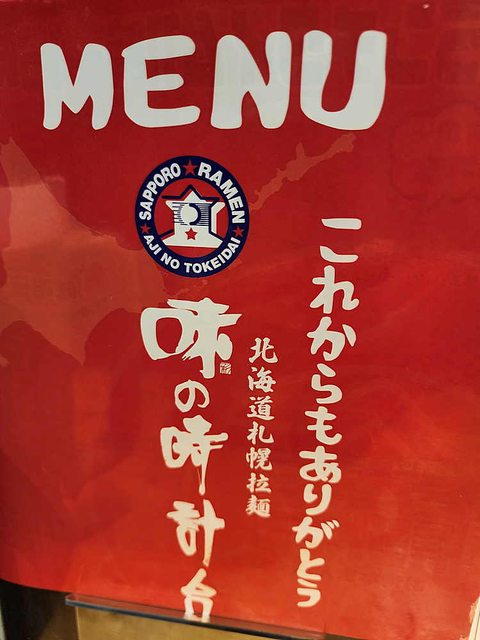 MENU
SAPPORO★RAMEN
★AJI NO TOKEIDAI★
これからもありがとう
北海道札幌拉麺
味の時計台